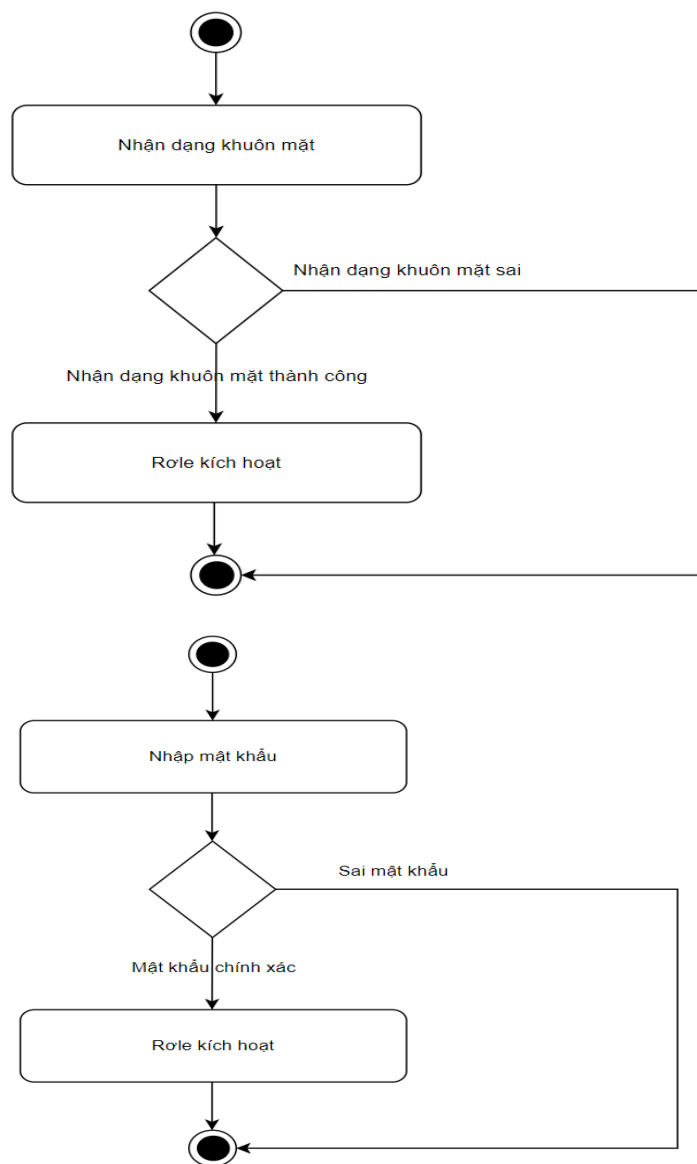 Nhận dạng khuôn mặt
Nhận dạng khuôn mặt sai
Nhận dạng khuôn mặt thành công
Rơle kích hoạt
Nhập mật khẩu
Sai mật khẩu
Mật khẩu chính xác
Rơle kích hoạt